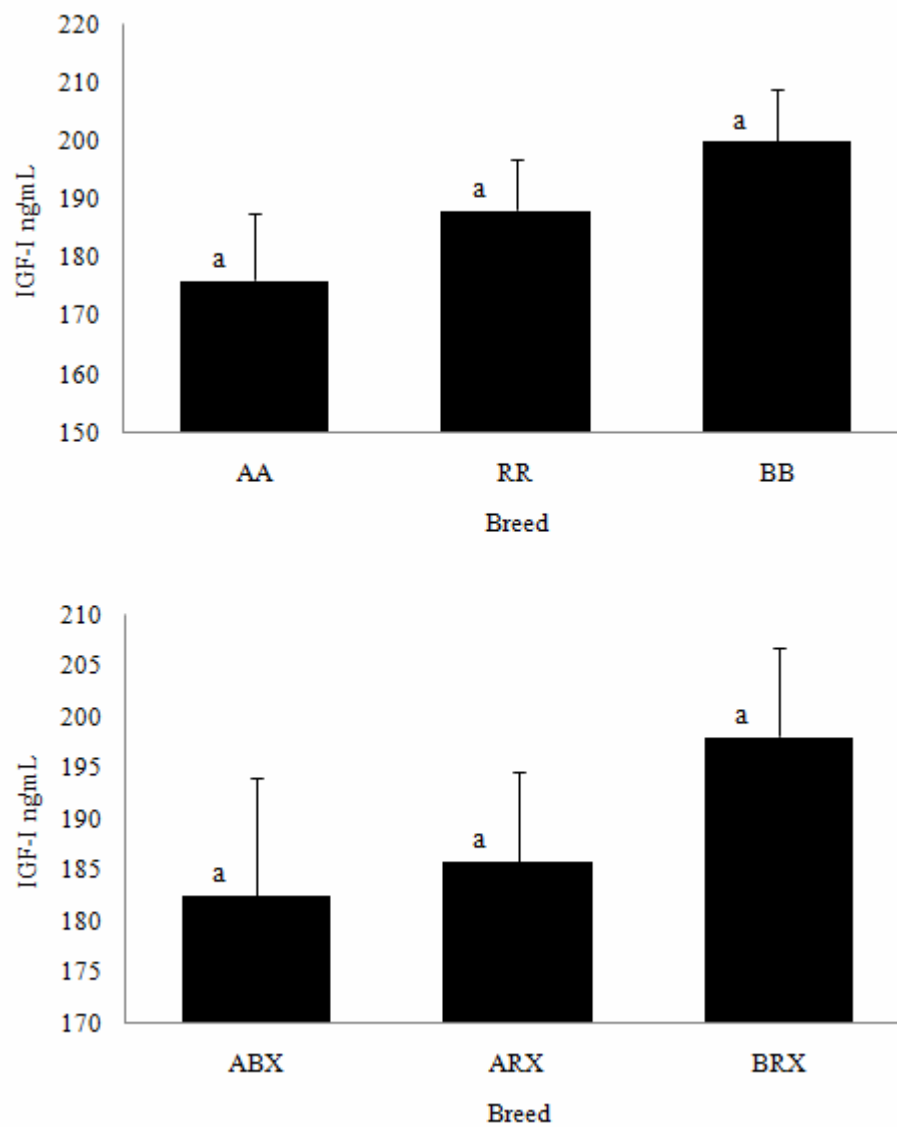 220
210
200
190
180
170
160
150
IGF-I ngmL
a
a
a
AA RR BB
Breed
210
205
200
195
190
185
180
175
170
IGF-I ngmL
a
a
a
ABX ARX BRX
Breed